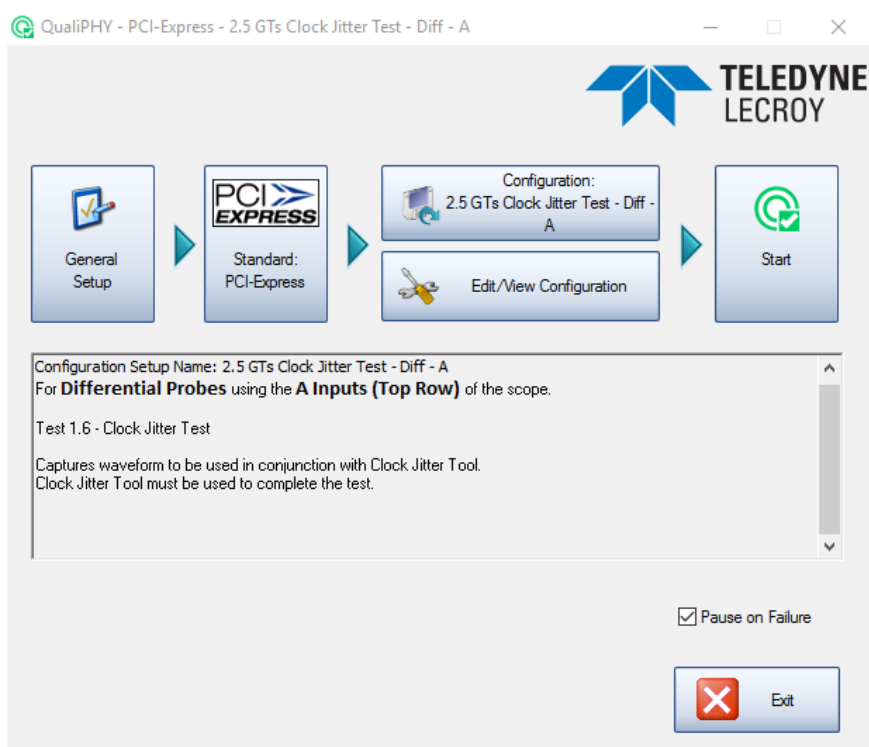 QualiPHY - PCI-Express - 2.5 GTs Clock Jitter Test - Diff - A
TELEDYNE
LECROY
General
Setup
PCI
EXPRESS
Standard:
PCI-Express
Configuration:
2.5 GTs Clock Jitter Test - Diff -
A
Edit/View Configuration
Start
Configuration Setup Name: 2.5 GTs Clock Jitter Test - Diff - A
For Differential Probes using the A Inputs (Top Row) of the scope.
Test 1.6 - Clock Jitter Test
Captures waveform to be used in conjunction with Clock Jitter Tool.
Clock Jitter Tool must be used to complete the test.
Pause on Failure
Exit